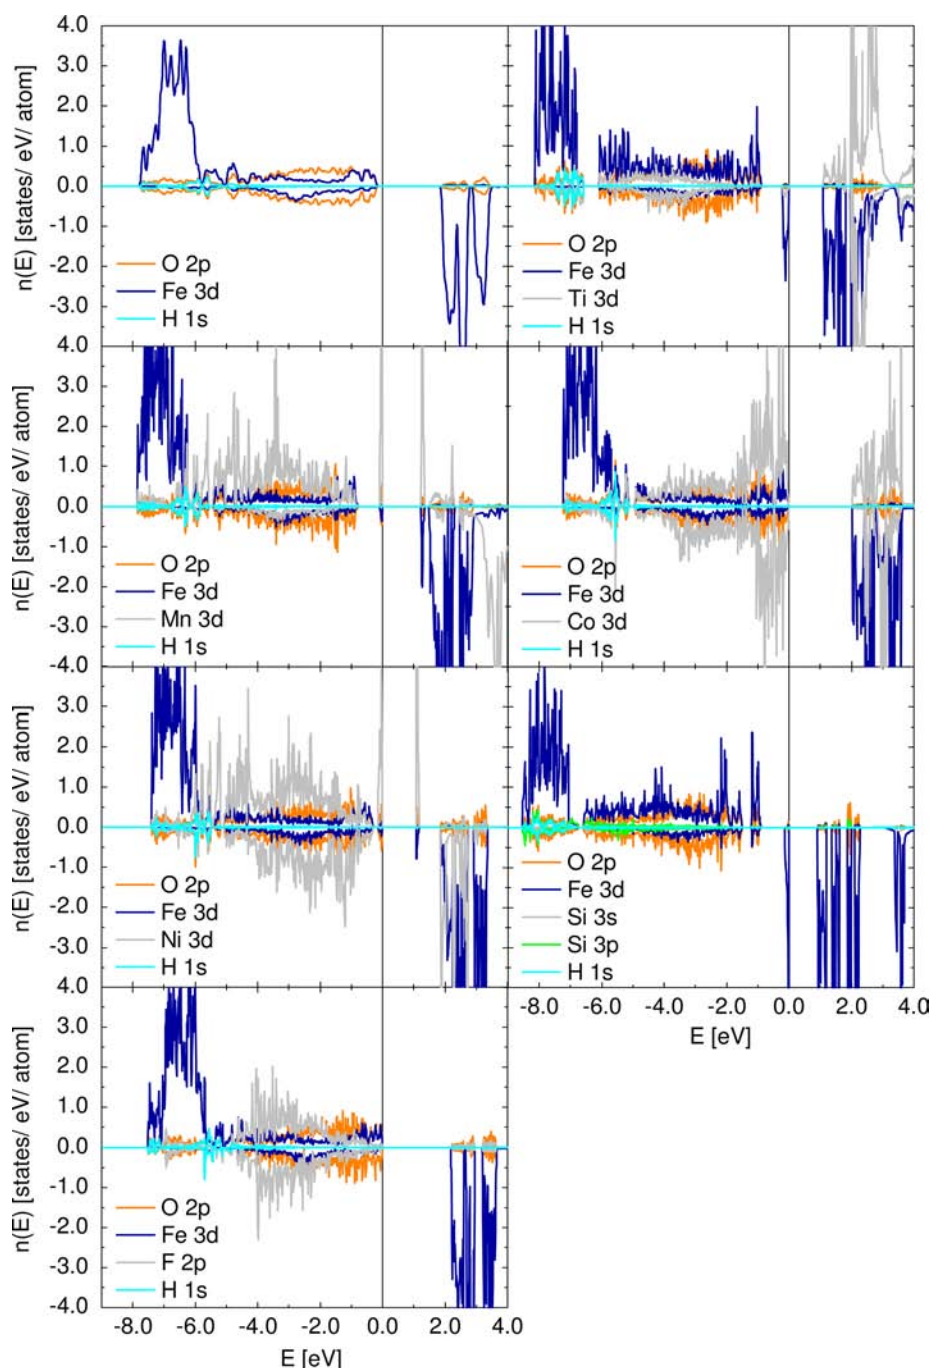 n(E) [states/ eV/ atom]
4.0
3.0
2.0
1.0
0.0
-1.0
-2.0
-3.0
4.0
O 2p
Fe 3d
H 1s
O 2p
Fe 3d
Ti 3d
H 1s
n(E) [states/ eV/ atom]
3.0
2.0
1.0
0.0
-1.0
-2.0
-3.0
-4.0
O 2p
Fe 3d
Mn 3d
H 1s
O 2p
Fe 3d
Co 3d
H 1s
n(E) [states/ eV/ atom]
3.0
2.0
1.0
0.0
-1.0
-2.0
-3.0
4.0
O 2p
Fe 3d
Ni 3d
H 1s
O 2p
Fe 3d
Si 3s
Si 3p
H 1s
-8.0 -6.0 -4.0 -2.0 0.0 2.0 4.0
E [eV]
n(E) [states/ eV/ atom]
3.0
2.0
1.0
0.0
-1.0
-2.0
-3.0
-4.0
O 2p
Fe 3d
F 2p
H 1s
-8.0 -6.0 -4.0 -2.0 0.0 2.0 4.0
E [eV]